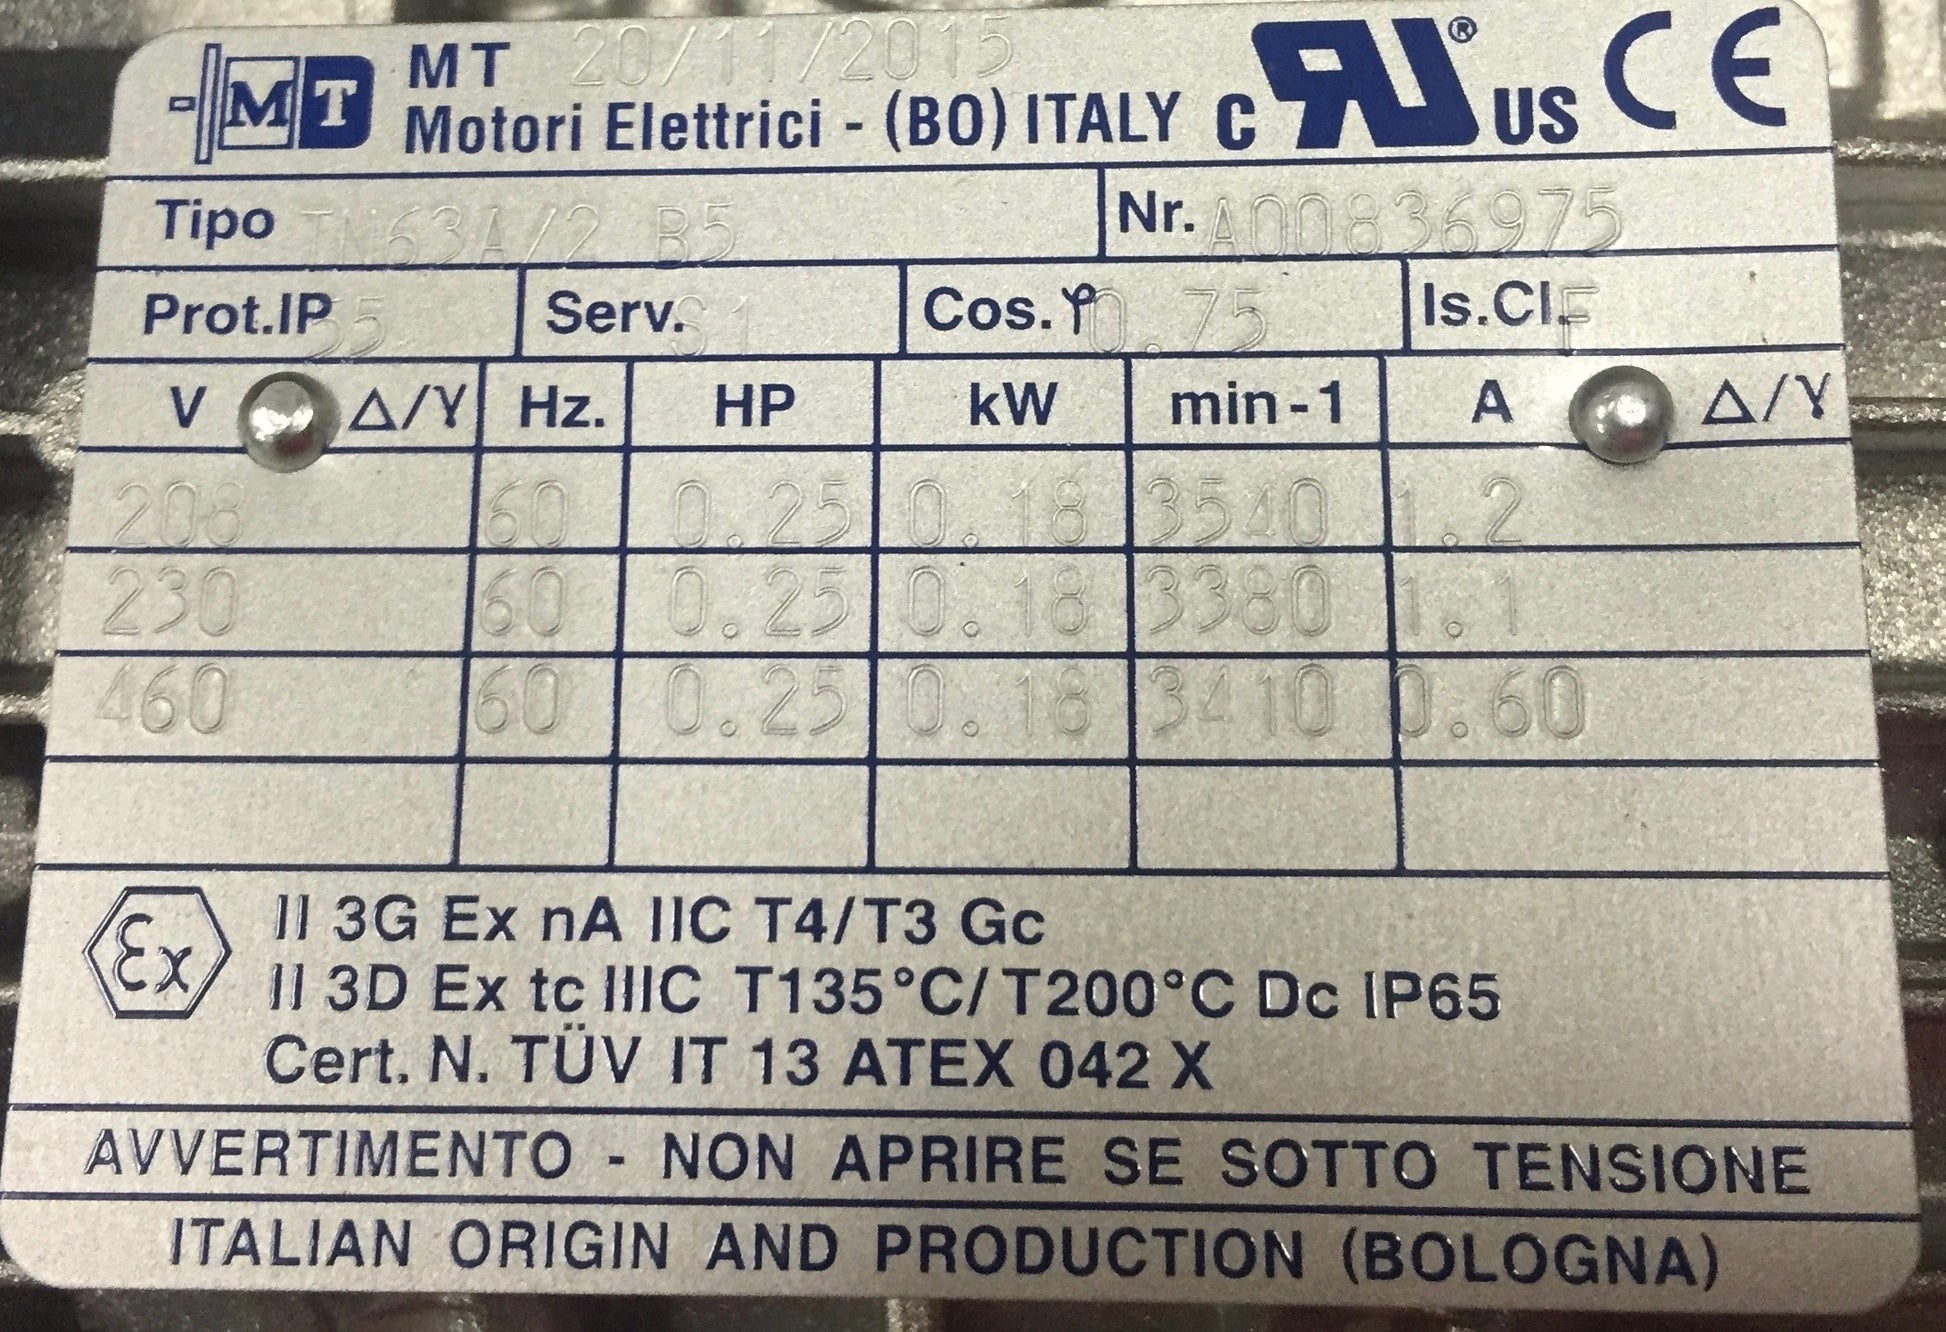 MT MT 20/11/2015
Motori Elettrici - (BO) ITALY c RU® US CE
Tipo TN63A/2 B5 Nr. A00836975
Prot.IP 55 Serv. S1 Cos.φ 0.75 Is.Cl. F
V Δ/Y Hz. HP kW min-1 A Δ/Y
208 60 0.25 0.18 3540 1.2
230 60 0.25 0.18 3380 1.1
460 60 0.25 0.18 3410 0.60
Ex II 3G Ex nA IIC T4/T3 Gc
II 3D Ex tc IIIC T135°C/T200°C Dc IP65
Cert. N. TÜV IT 13 ATEX 042 X
AVVERTIMENTO - NON APRIRE SE SOTTO TENSIONE
ITALIAN ORIGIN AND PRODUCTION (BOLOGNA)